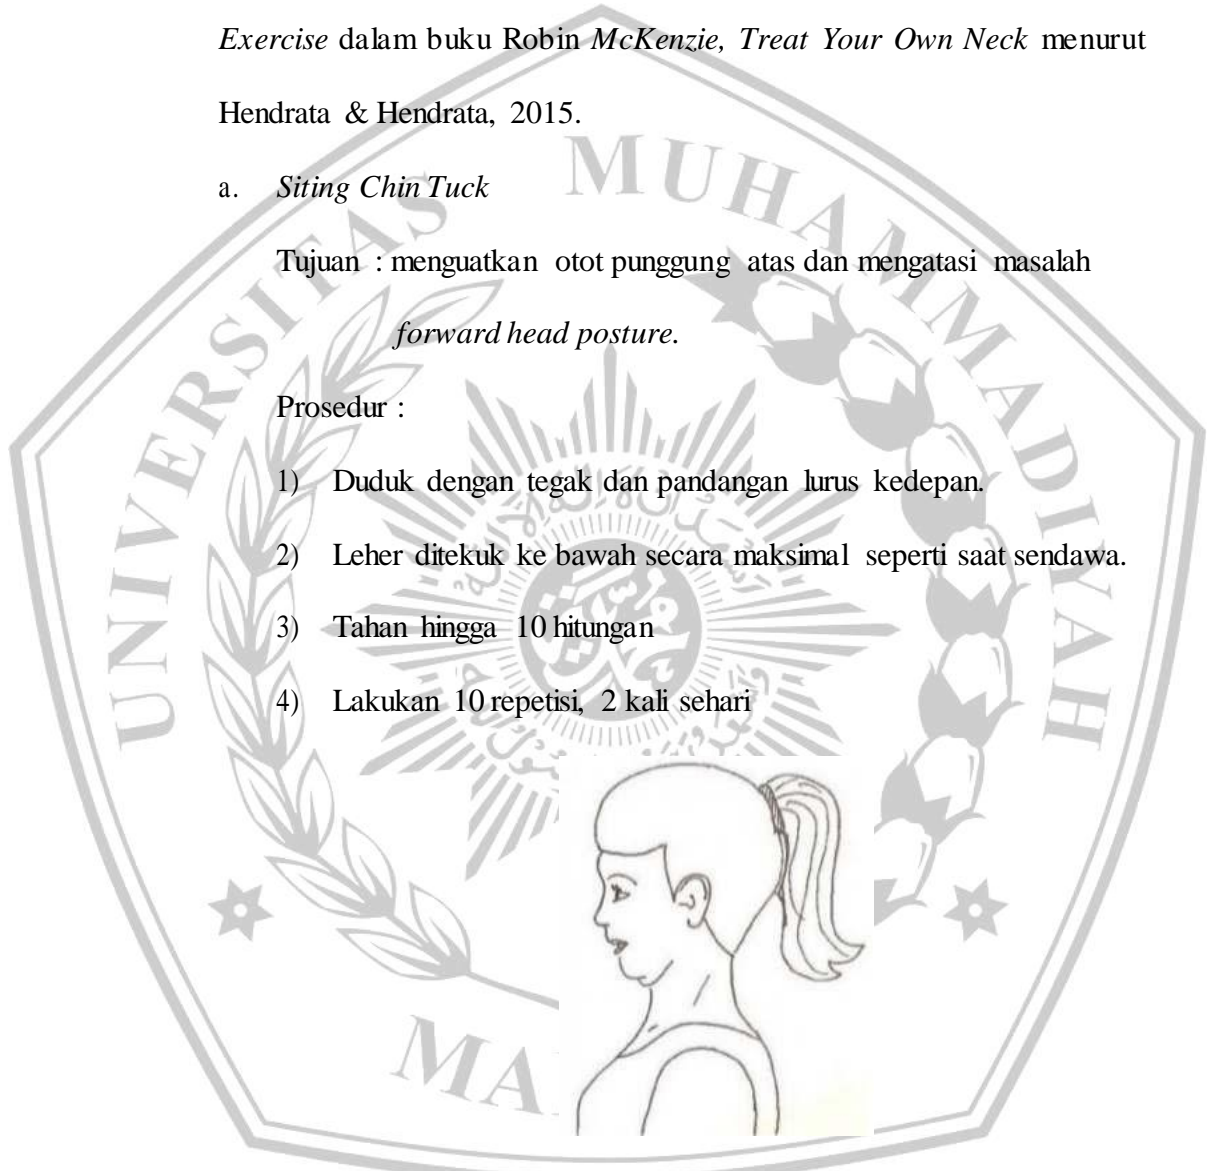 Exercise dalam buku Robin McKenzie, Treat Your Own Neck menurut
Hendrata & Hendrata, 2015.
a. Siting Chin Tuck
Tujuan : menguatkan otot punggung atas dan mengatasi masalah
forward head posture.
Prosedur :
1) Duduk dengan tegak dan pandangan lurus kedepan.
2) Leher ditekuk ke bawah secara maksimal seperti saat sendawa.
3) Tahan hingga 10 hitungan
4) Lakukan 10 repetisi, 2 kali sehari
UNIVERSITAS MUHAMMADIYAH
MA